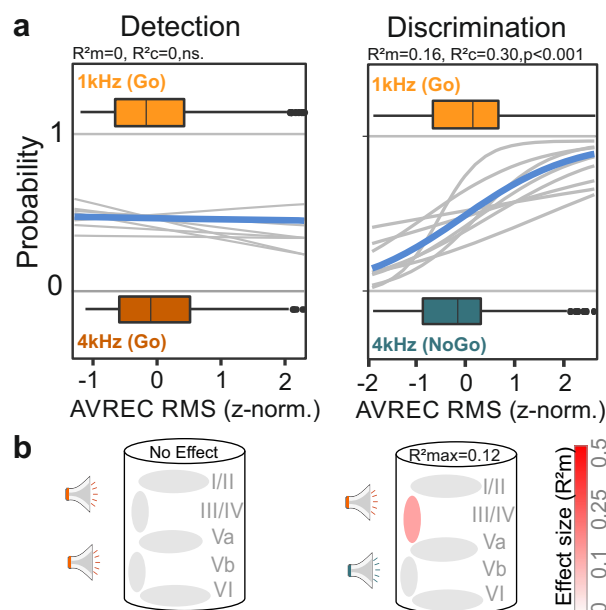 a
Detection
R²m=0, R²c=0,ns.
1kHz (Go)
Probability
1
0
4kHz (Go)
-1 0 1 2
AVREC RMS (z-norm.)
Discrimination
R²m=0.16, R²c=0.30,p<0.001
1kHz (Go)
4kHz (NoGo)
-2 -1 0 1 2
AVREC RMS (z-norm.)
b
No Effect
I/II
III/IV
Va
Vb
VI
R²max=0.12
I/II
III/IV
Va
Vb
VI
Effect size (R²m)
0.5
0.25
0.1
0